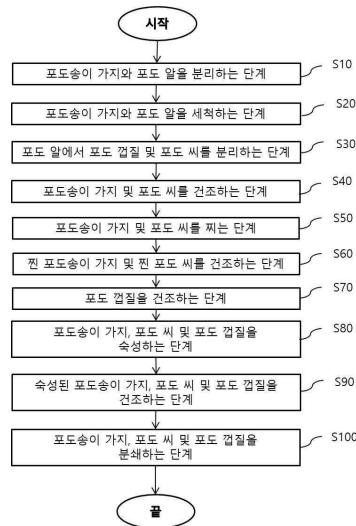 시작
포도송이 가지와 포도 알을 분리하는 단계
S10
포도송이 가지와 포도 알을 세척하는 단계
S20
포도 알에서 포도 껍질 및 포도 씨를 분리하는 단계
S30
포도송이 가지 및 포도 씨를 건조하는 단계
S40
포도송이 가지 및 포도 씨를 찌는 단계
S50
찐 포도송이 가지 및 찐 포도 씨를 건조하는 단계
S60
포도 껍질을 건조하는 단계
S70
포도송이 가지, 포도 씨 및 포도 껍질을
숙성하는 단계
S80
숙성된 포도송이 가지, 포도 씨 및 포도 껍질을
건조하는 단계
S90
포도송이 가지, 포도 씨 및 포도 껍질을
분쇄하는 단계
S100
끝